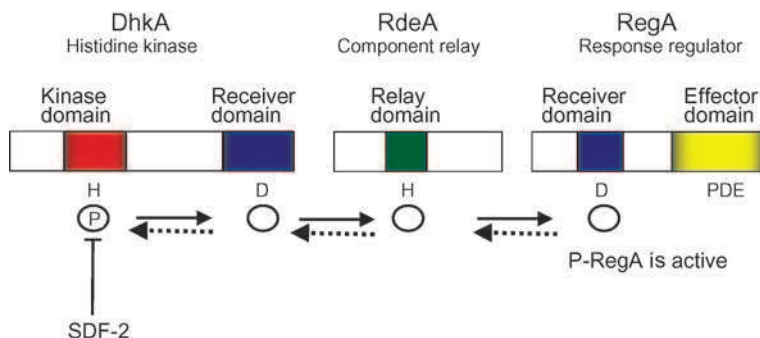 DhkA
Histidine kinase
RdeA
Component relay
RegA
Response regulator
Kinase
domain
Receiver
domain
Relay
domain
Receiver
domain
Effector
domain
H
D
H
D
PDE
P
P-RegA is active
SDF-2